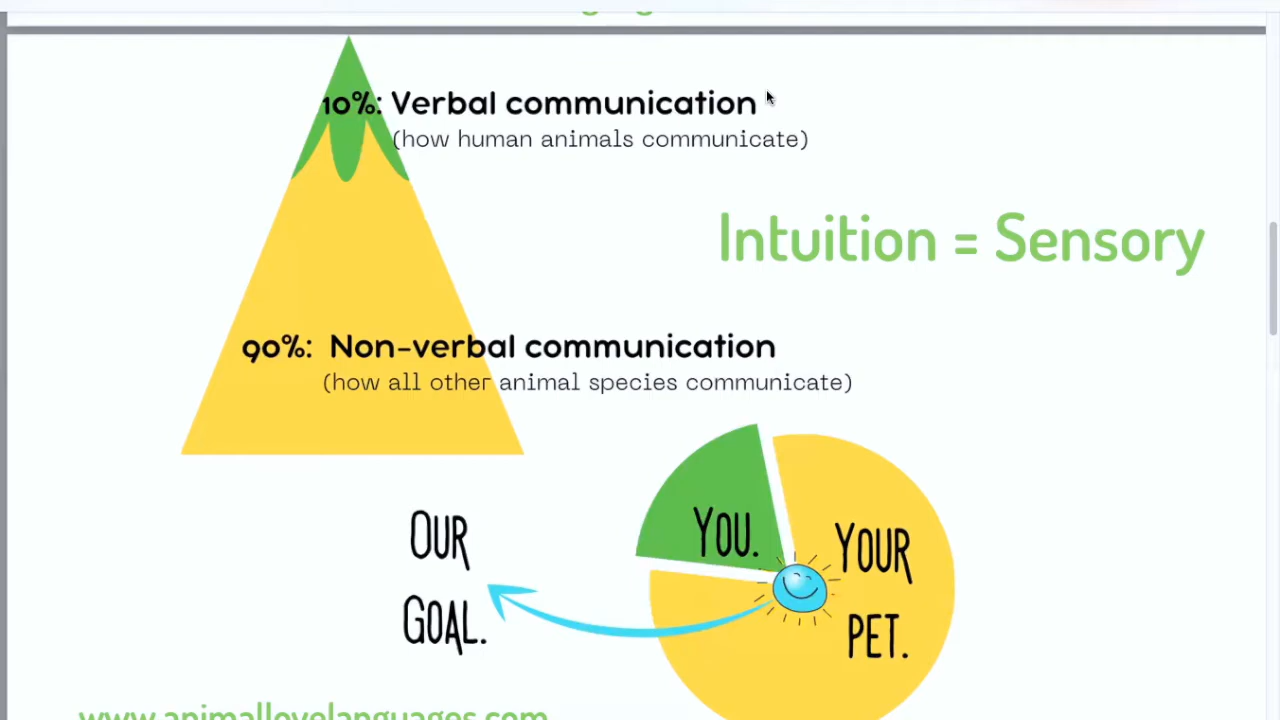 10%: Verbal communication
(how human animals communicate)
Intuition = Sensory
90%: Non-verbal communication
(how all other animal species communicate)
OUR
GOAL.
YOU.
YOUR
PET.
www.animallovelanguages.com